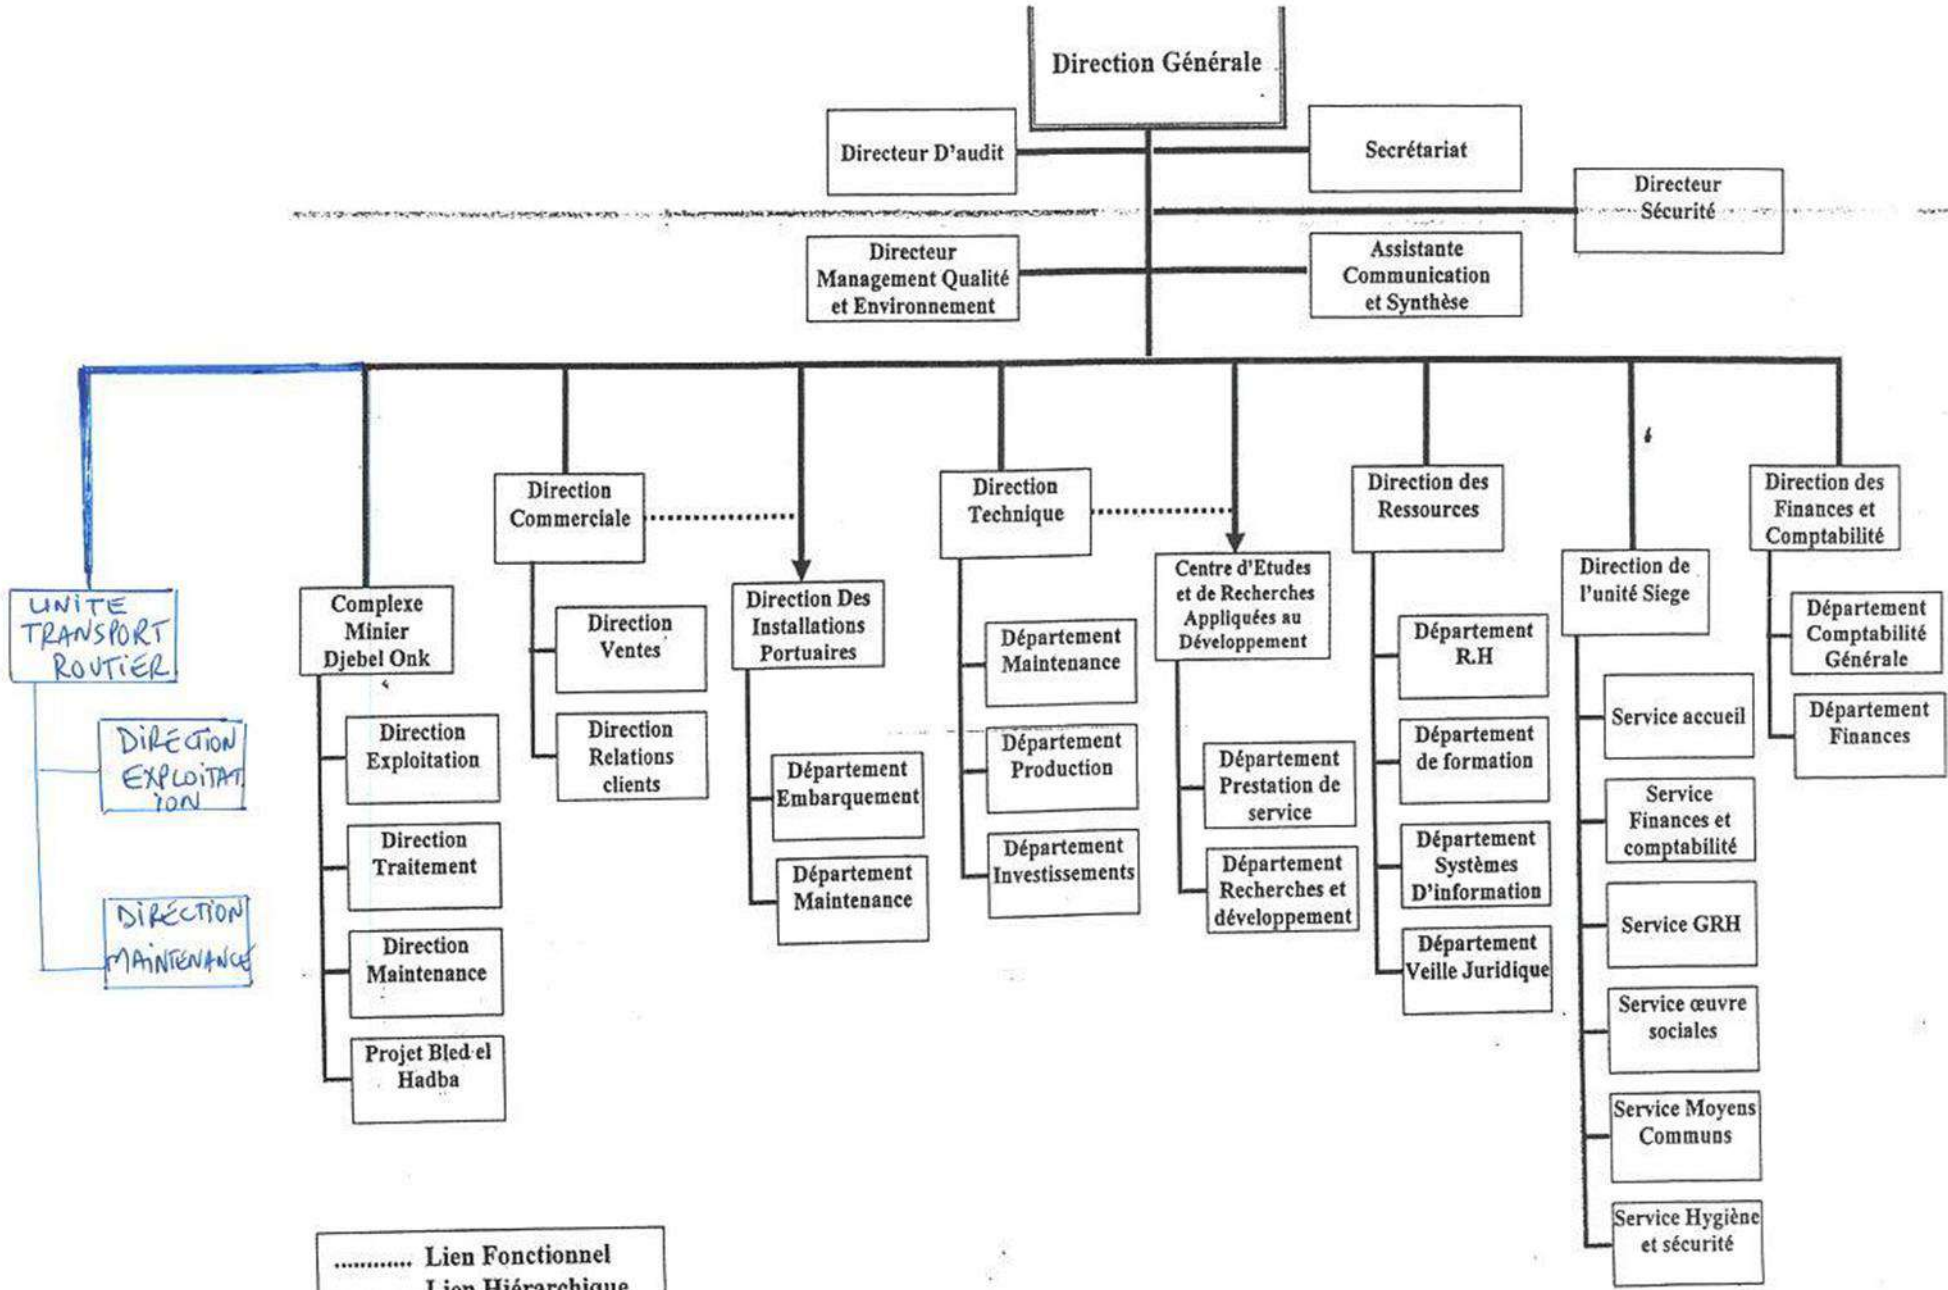 Direction Générale
Directeur D'audit
Secrétariat
Directeur
Sécurité
Directeur
Management Qualité
et Environnement
Assistante
Communication
et Synthèse
UNITE
TRANSPORT
ROUTIER
DIRECTION
EXPLOITAT
ION
DIRECTION
MAINTENANCE
Complexe
Minier
Djebel Onk
Direction
Exploitation
Direction
Traitement
Direction
Maintenance
Projet Bled el
Hadba
Direction
Commerciale
Direction
Ventes
Direction
Relations
clients
Direction Des
Installations
Portuaires
Département
Embarquement
Département
Maintenance
Direction
Technique
Département
Maintenance
Département
Production
Département
Investissements
Centre d'Etudes
et de Recherches
Appliquées au
Développement
Département
Prestation de
service
Département
Recherches et
développement
Direction des
Ressources
Département
R.H
Département
de formation
Département
Systèmes
D'information
Département
Veille Juridique
Direction de
l'unité Siege
Service accueil
Service
Finances et
comptabilité
Service GRH
Service œuvre
sociales
Service Moyens
Communs
Service Hygiène
et sécurité
Direction des
Finances et
Comptabilité
Département
Comptabilité
Générale
Département
Finances
Lien Fonctionnel
Lien Hiérarchique